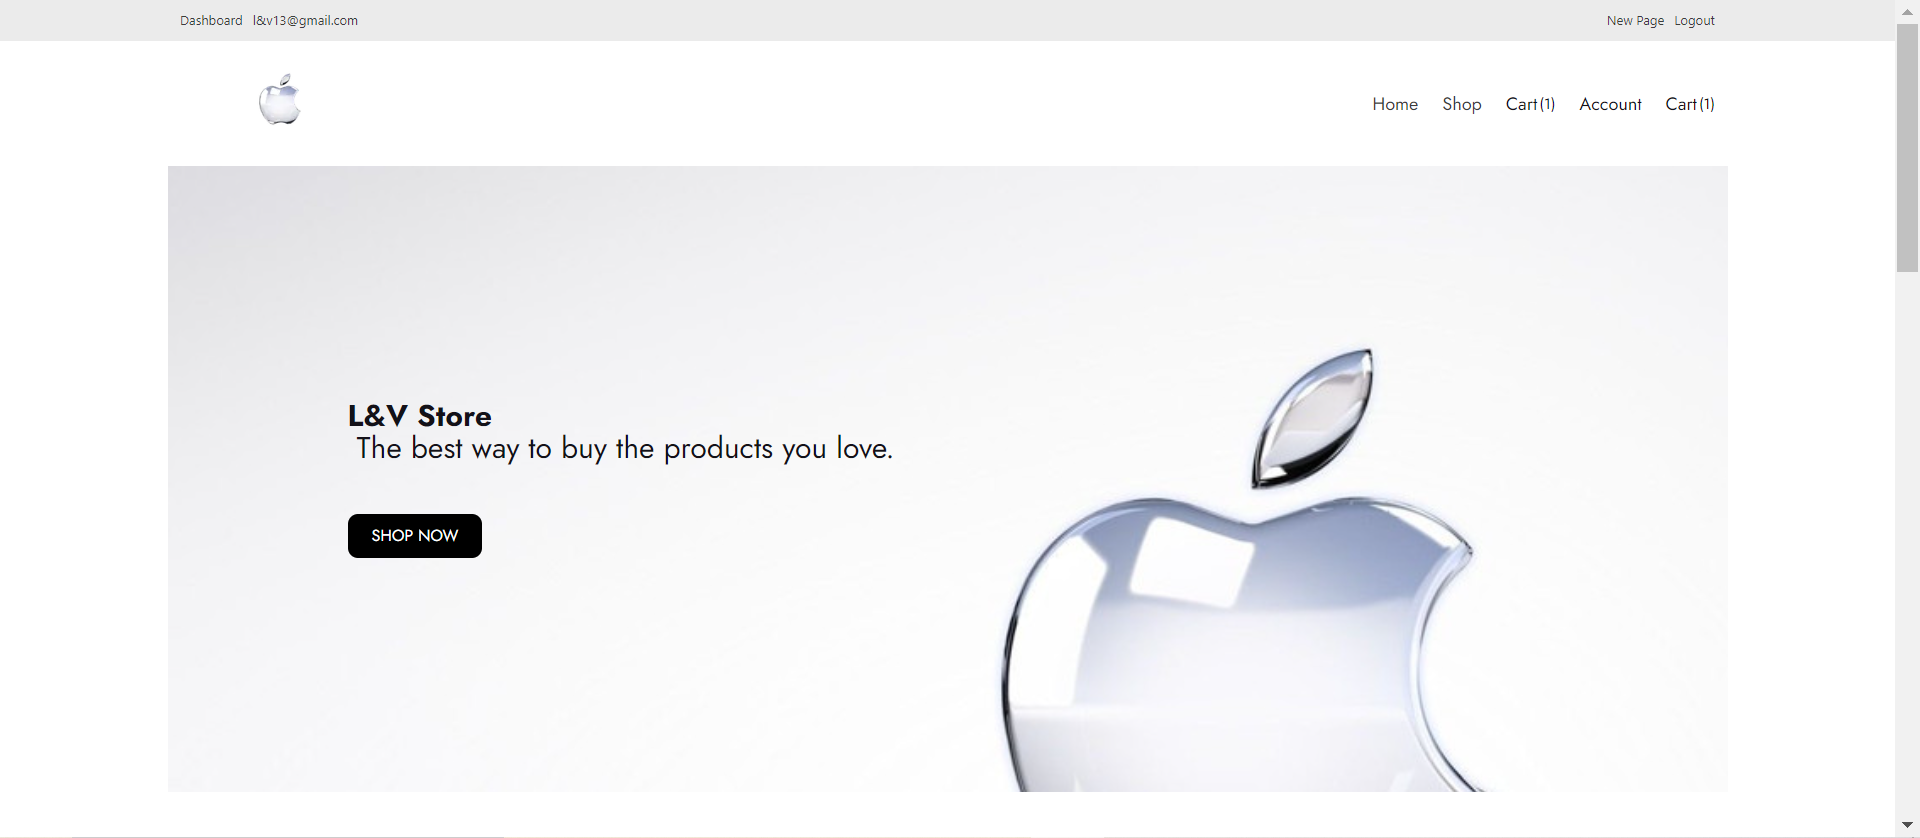 Dashboard l&v13@gmail.com New Page Logout
Home Shop Cart(1) Account Cart(1)
L&V Store
The best way to buy the products you love.
SHOP NOW